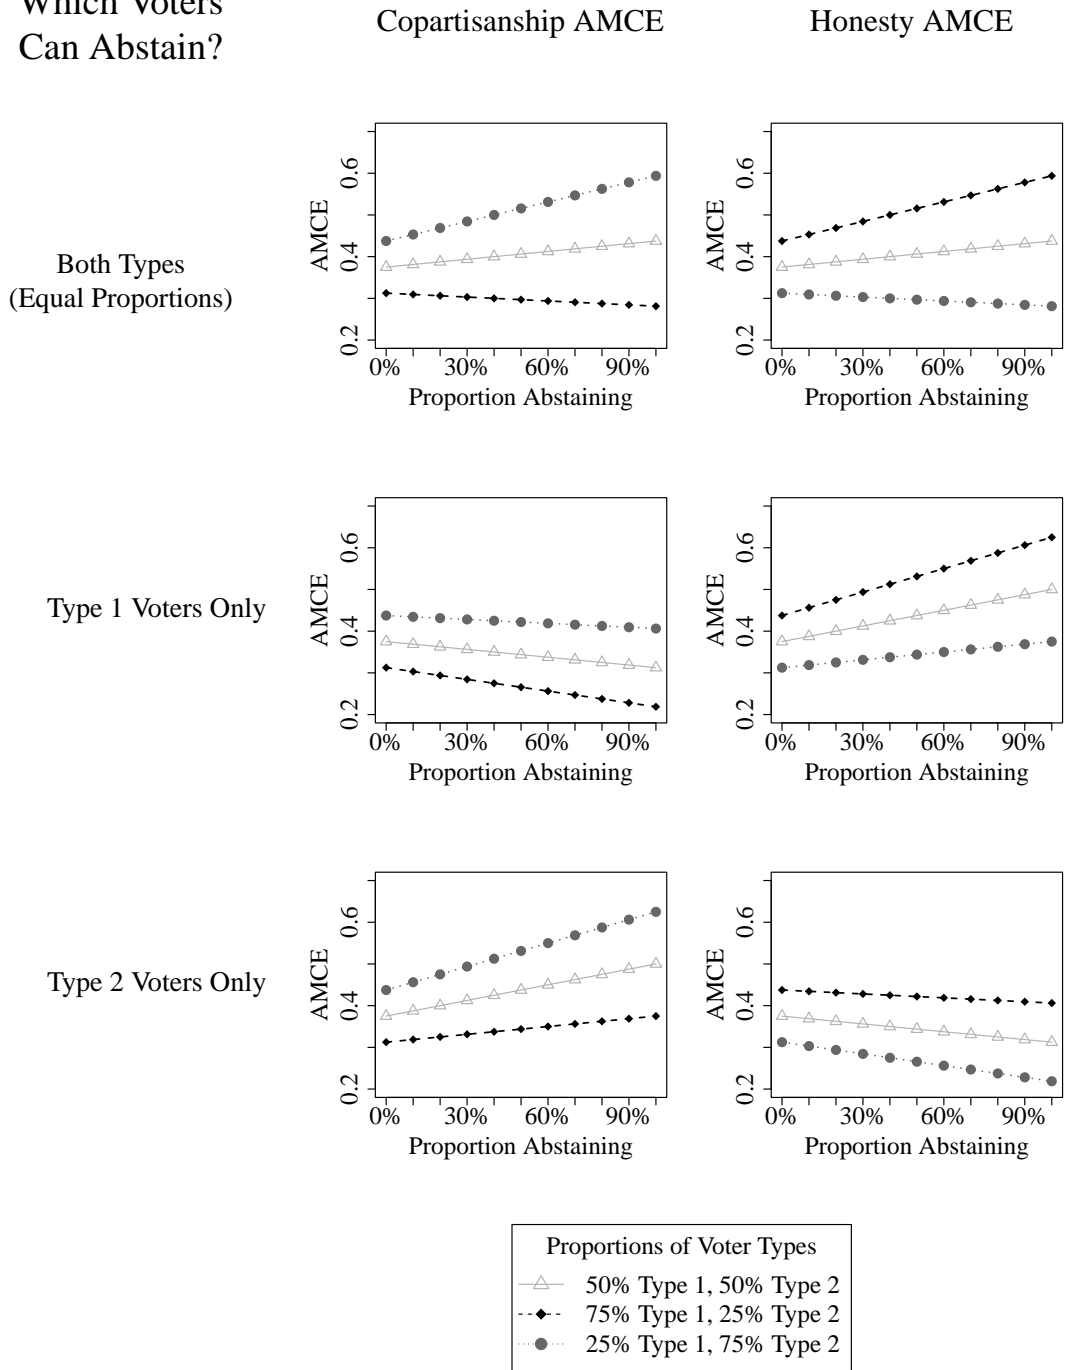 Which Voters
Can Abstain?
Copartisanship AMCE
Honesty AMCE
Both Types
(Equal Proportions)
AMCE
0.2 0.4 0.6
0% 30% 60% 90%
Proportion Abstaining
AMCE
0.2 0.4 0.6
0% 30% 60% 90%
Proportion Abstaining
Type 1 Voters Only
AMCE
0.2 0.4 0.6
0% 30% 60% 90%
Proportion Abstaining
AMCE
0.2 0.4 0.6
0% 30% 60% 90%
Proportion Abstaining
Type 2 Voters Only
AMCE
0.2 0.4 0.6
0% 30% 60% 90%
Proportion Abstaining
AMCE
0.2 0.4 0.6
0% 30% 60% 90%
Proportion Abstaining
Proportions of Voter Types
50% Type 1, 50% Type 2
75% Type 1, 25% Type 2
25% Type 1, 75% Type 2